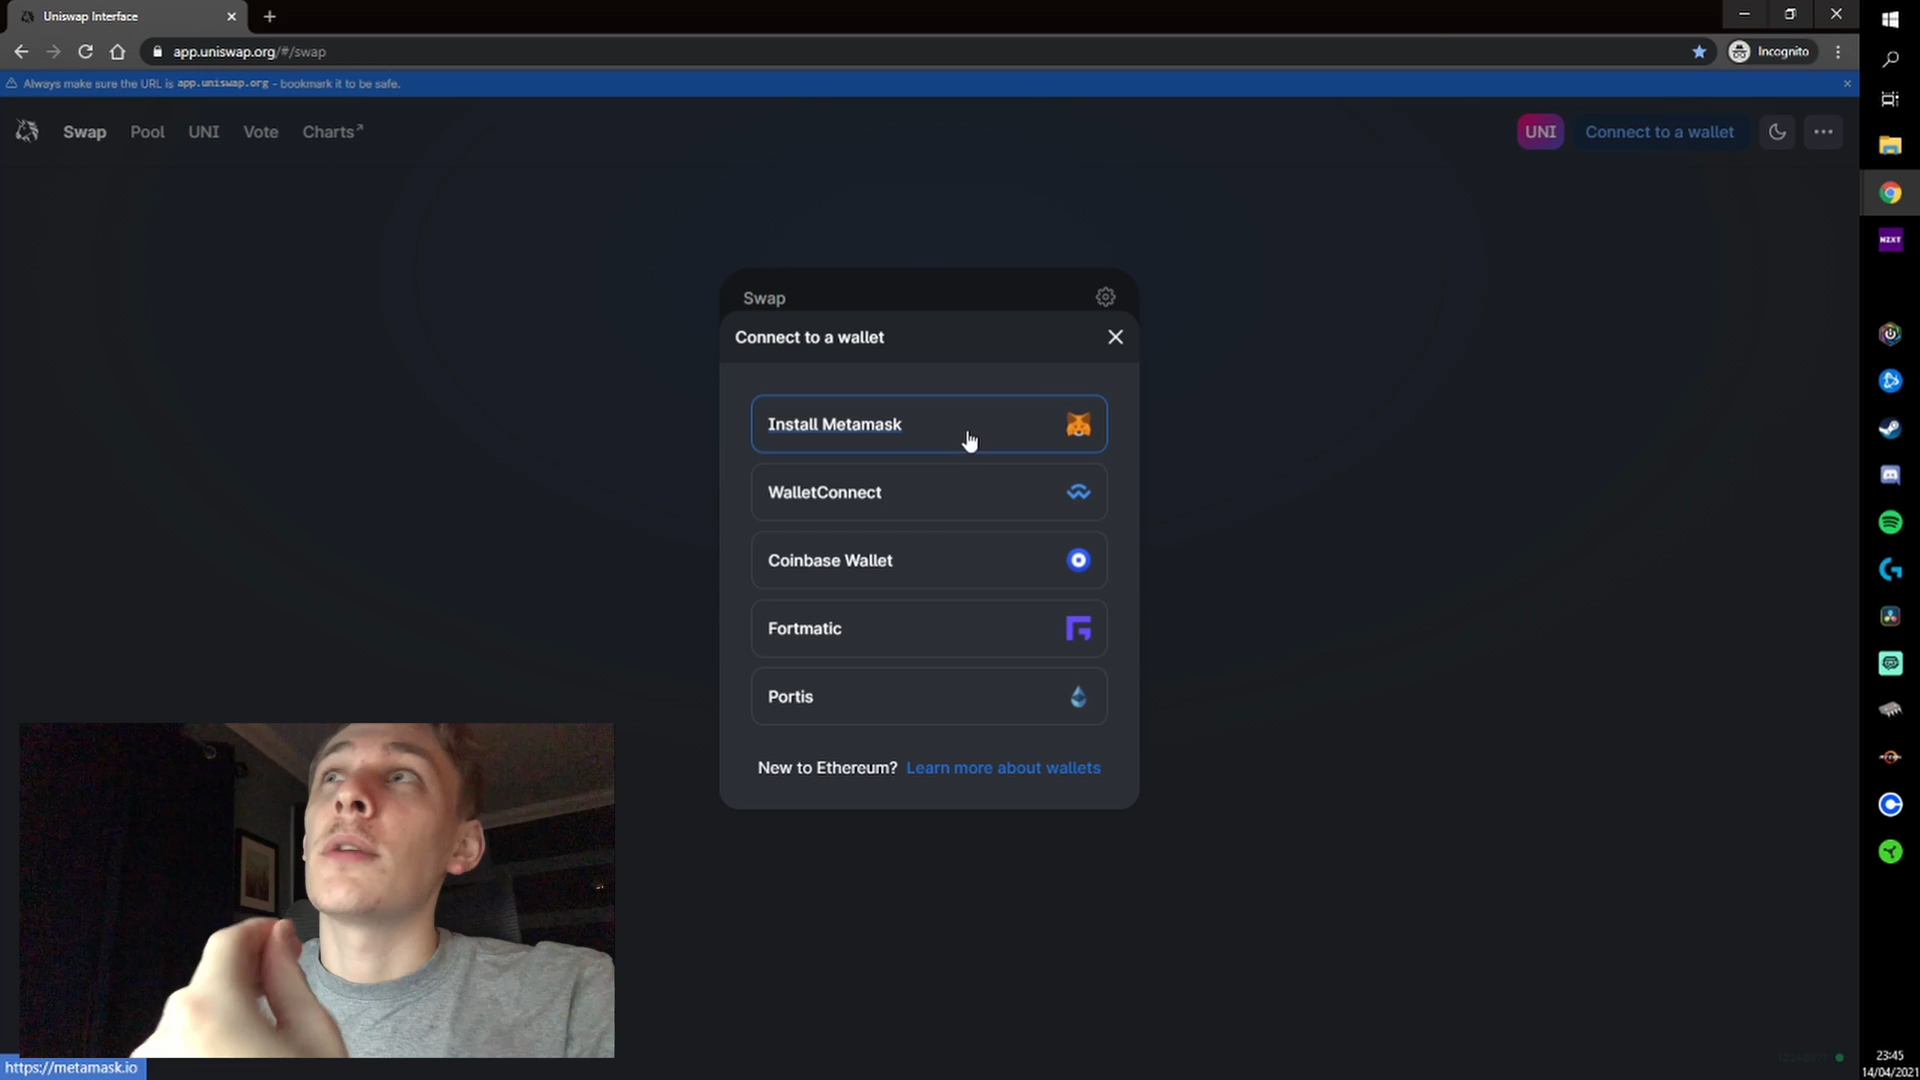 Uniswap Interface
app.uniswap.org/#/swap
Incognito
Always make sure the URL is app.uniswap.org - bookmark it to be safe.
Swap Pool UNI Vote Charts↗
UNI Connect to a wallet
NZXT
Swap
Connect to a wallet
Install Metamask
WalletConnect
Coinbase Wallet
Fortmatic
Portis
New to Ethereum? Learn more about wallets
https://metamask.io
23:45
14/04/2021